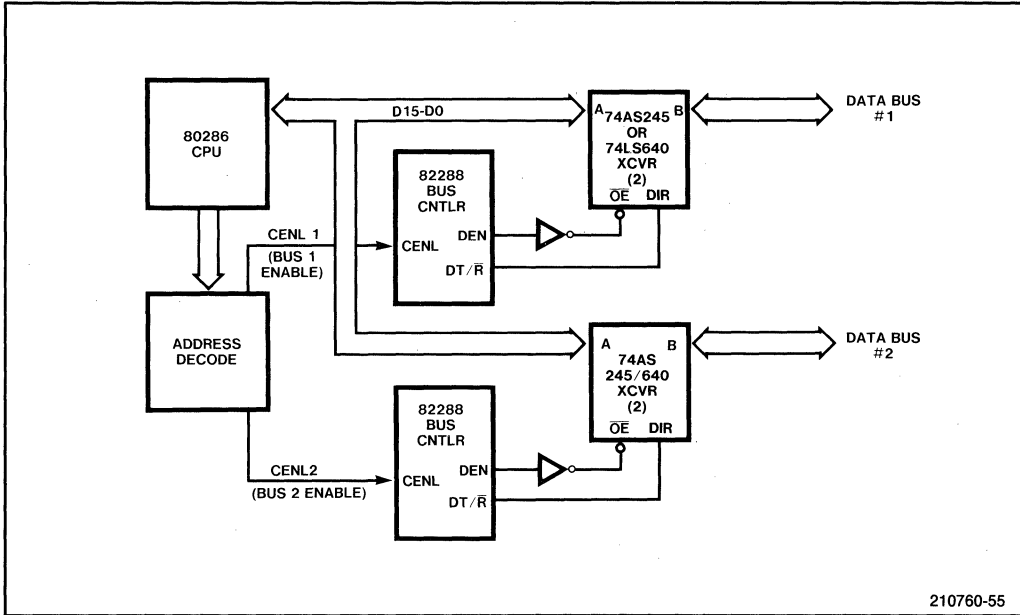 80286
CPU
D15-D0
A 74AS245 B
OR
74LS640
XCVR
(2)
OE DIR
DATA BUS
#1
82288
BUS
CNTLR
CENL
DEN
DT/R
CENL 1
(BUS 1
ENABLE)
ADDRESS
DECODE
A B
74AS
245/640
XCVR
(2)
OE DIR
DATA BUS
#2
82288
BUS
CNTLR
CENL
DEN
DT/R
CENL2
(BUS 2 ENABLE)
210760-55